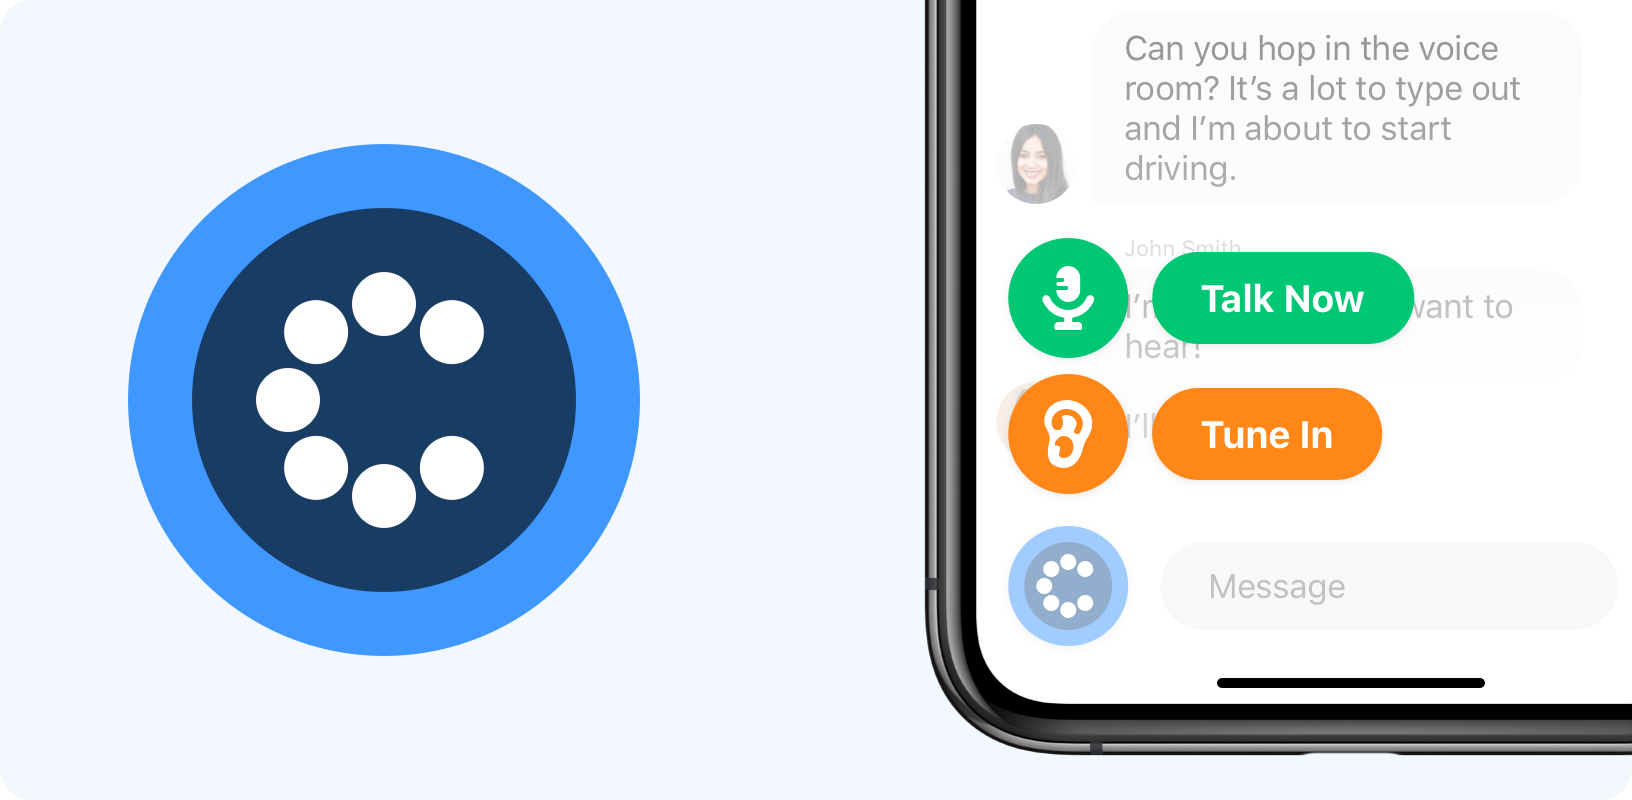 Can you hop in the voice
room? It’s a lot to type out
and I’m about to start
driving.
John Smith
Talk Now
want to
hear!
Tune In
I’ll
Message